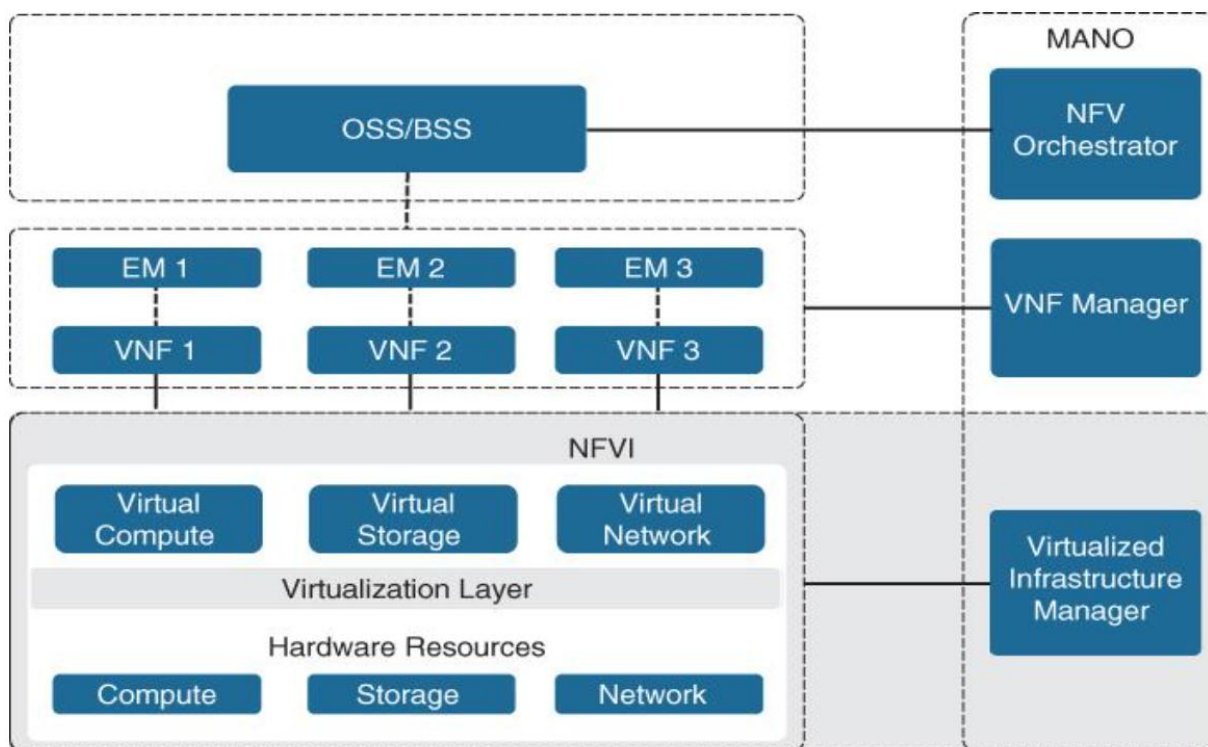 MANO
OSS/BSS
NFV
Orchestrator
EM 1
EM 2
EM 3
VNF 1
VNF 2
VNF 3
VNF Manager
NFVI
Virtual
Compute
Virtual
Storage
Virtual
Network
Virtualization Layer
Hardware Resources
Compute
Storage
Network
Virtualized
Infrastructure
Manager